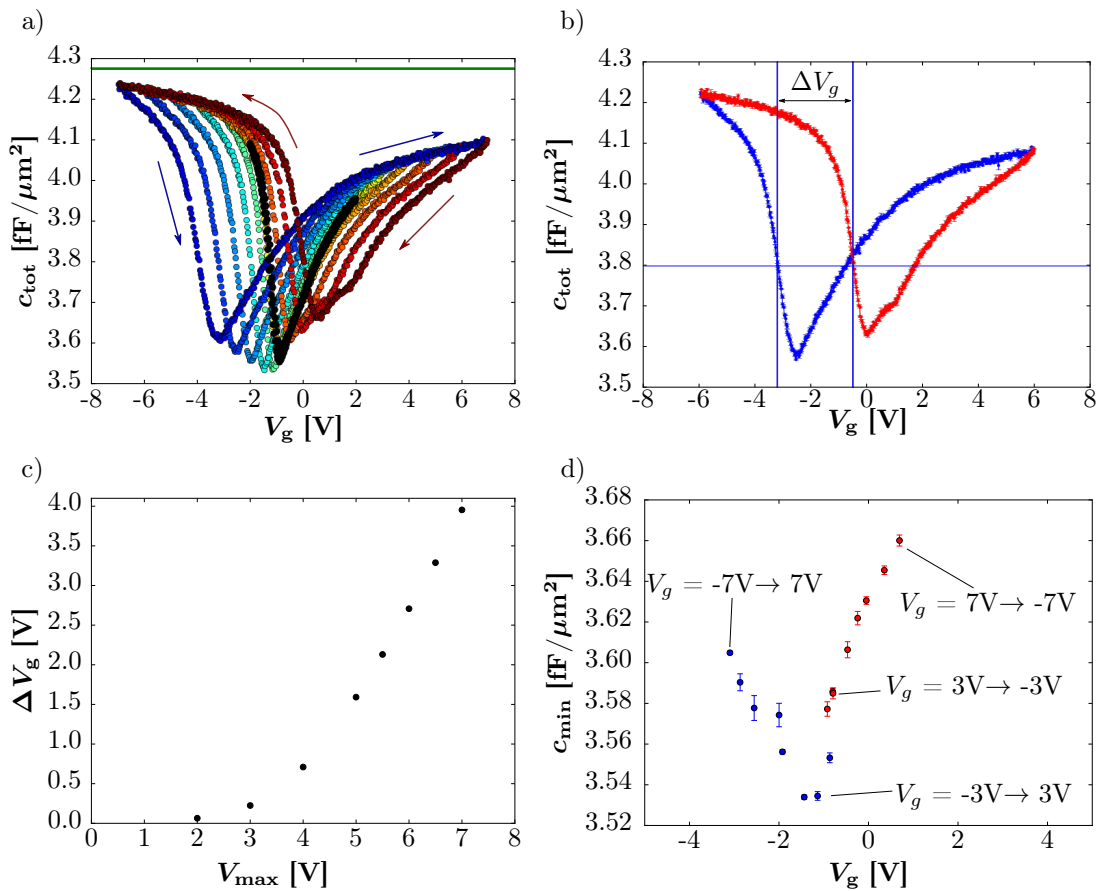 a)
4.3
4.2
4.1
4.0
3.9
3.8
3.7
3.6
3.5
c_tot [fF/μm²]
-8 -6 -4 -2 0 2 4 6 8
V_g [V]
b)
4.3
4.2
4.1
4.0
3.9
3.8
3.7
3.6
3.5
c_tot [fF/μm²]
ΔV_g
-8 -6 -4 -2 0 2 4 6 8
V_g [V]
c)
4.0
3.5
3.0
2.5
2.0
1.5
1.0
0.5
0.0
ΔV_g [V]
0 1 2 3 4 5 6 7 8
V_max [V]
d)
3.68
3.66
3.64
3.62
3.60
3.58
3.56
3.54
3.52
c_min [fF/μm²]
V_g = -7V→ 7V
V_g = 7V→ -7V
V_g = 3V→ -3V
V_g = -3V→ 3V
-4 -2 0 2 4
V_g [V]